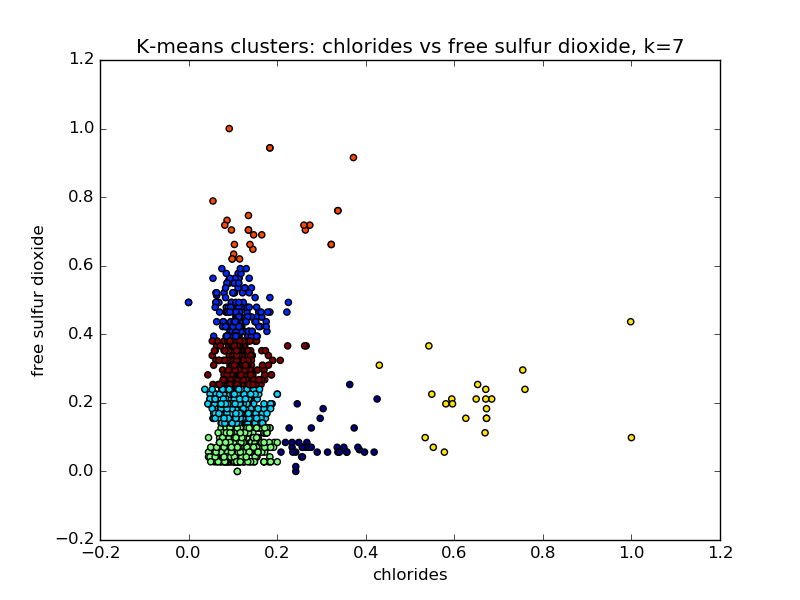 K-means clusters: chlorides vs free sulfur dioxide, k=7
1.2
1.0
0.8
0.6
0.4
0.2
0.0
−0.2
free sulfur dioxide
−0.2 0.0 0.2 0.4 0.6 0.8 1.0 1.2
chlorides